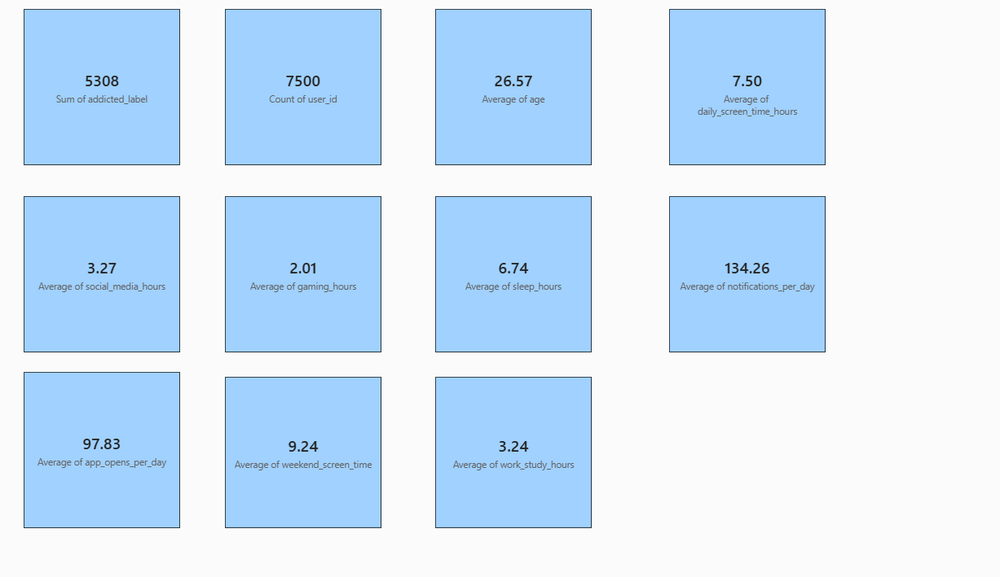 5308
Sum of addicted_label
7500
Count of user_id
26.57
Average of age
7.50
Average of
daily_screen_time_hours
3.27
Average of social_media_hours
2.01
Average of gaming_hours
6.74
Average of sleep_hours
134.26
Average of notifications_per_day
97.83
Average of app_opens_per_day
9.24
Average of weekend_screen_time
3.24
Average of work_study_hours